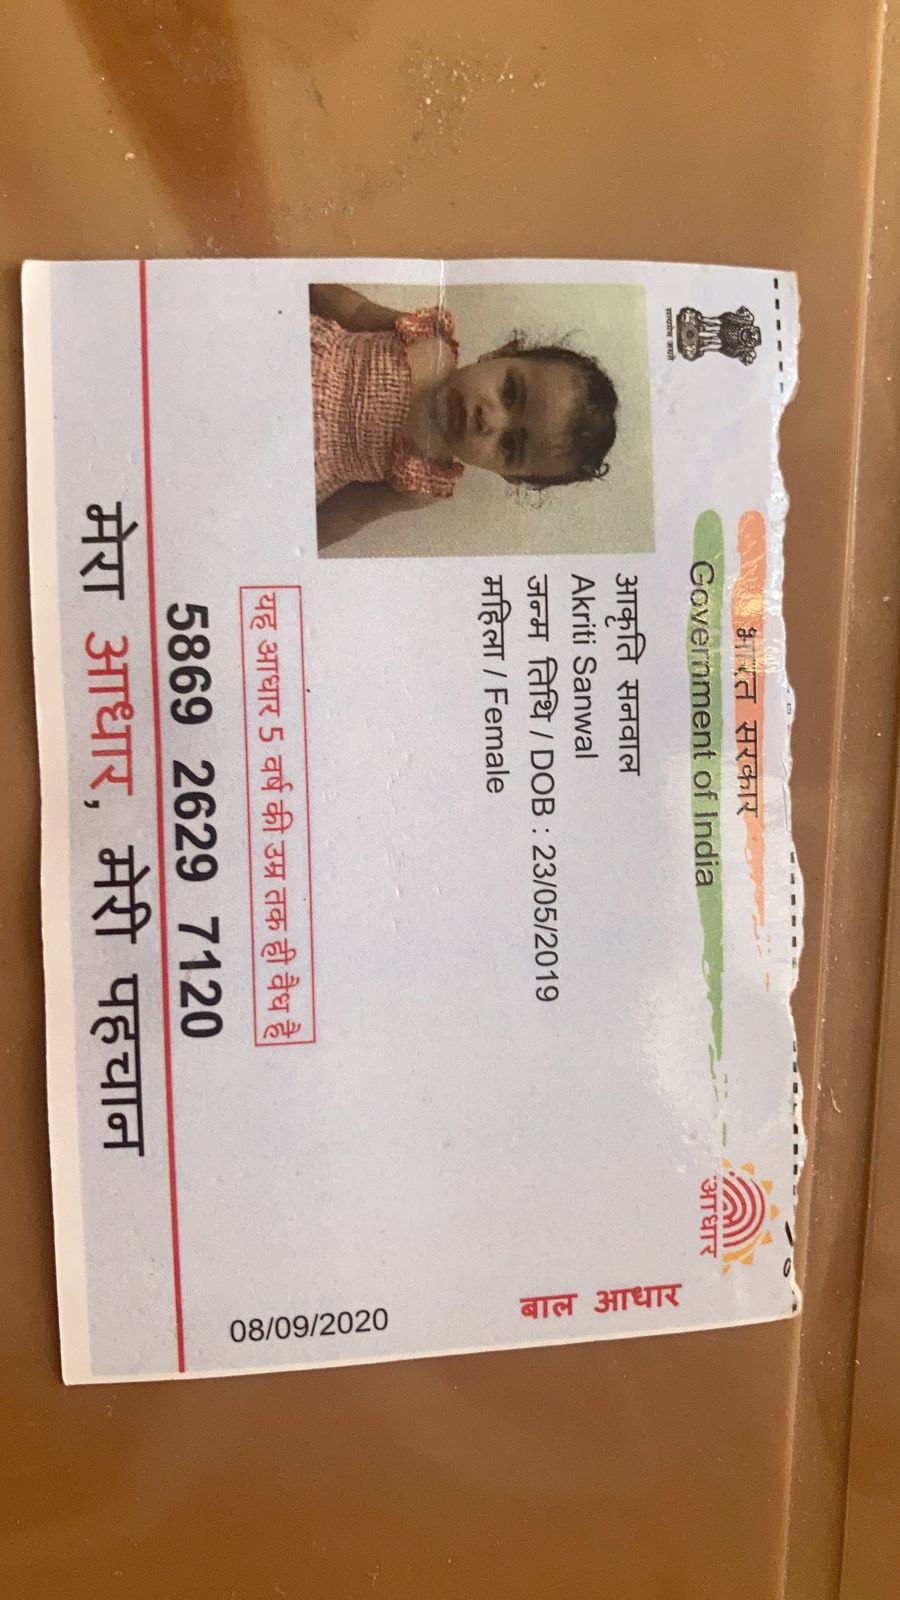 भारत सरकार
Government of India
सत्यमेव जयते
आधार
बाल आधार
आकृति सनवाल
Akriti Sanwal
जन्म तिथि / DOB : 23/05/2019
महिला / Female
08/09/2020
यह आधार 5 वर्ष की उम्र तक ही वैध है
5869 2629 7120
मेरा आधार, मेरी पहचान